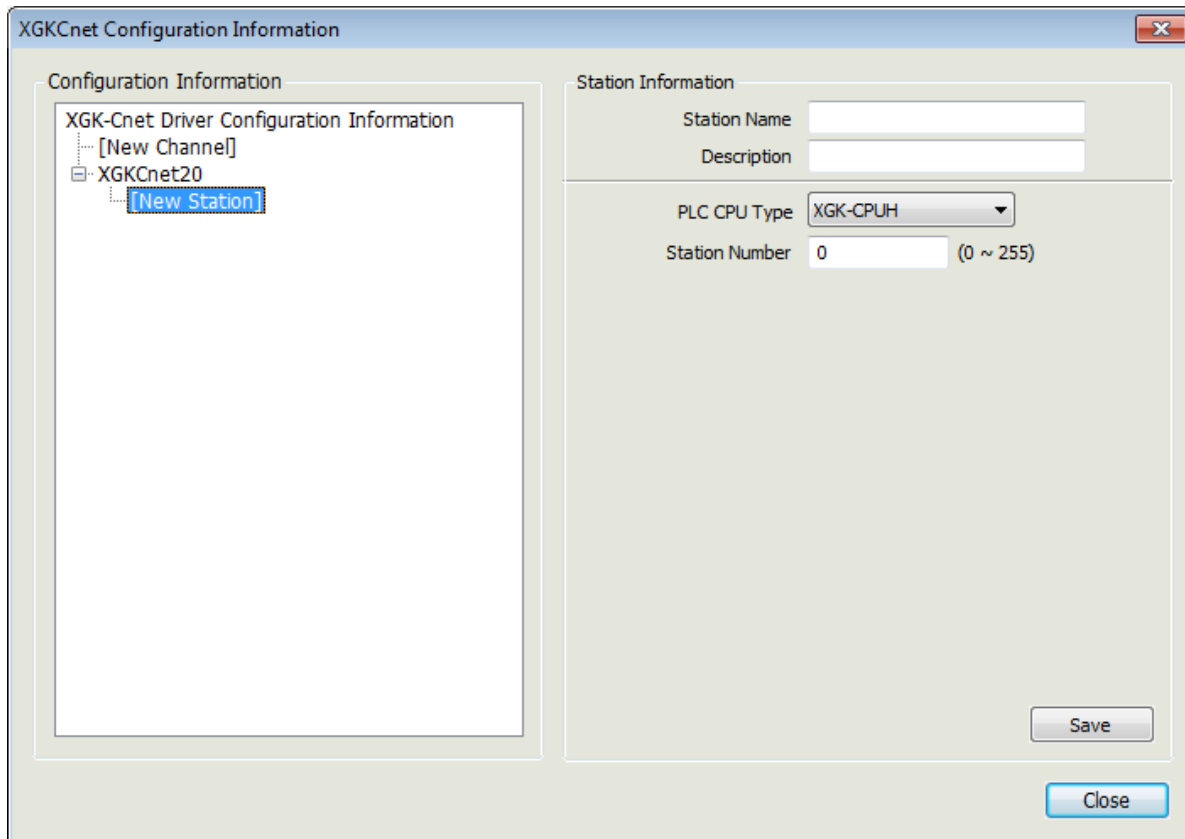 XGKCnet Configuration Information
Configuration Information
XGK-Cnet Driver Configuration Information
[New Channel]
XGKCnet20
[New Station]
Station Information
Station Name
Description
PLC CPU Type XGK-CPUH
Station Number 0 (0 ~ 255)
Save
Close